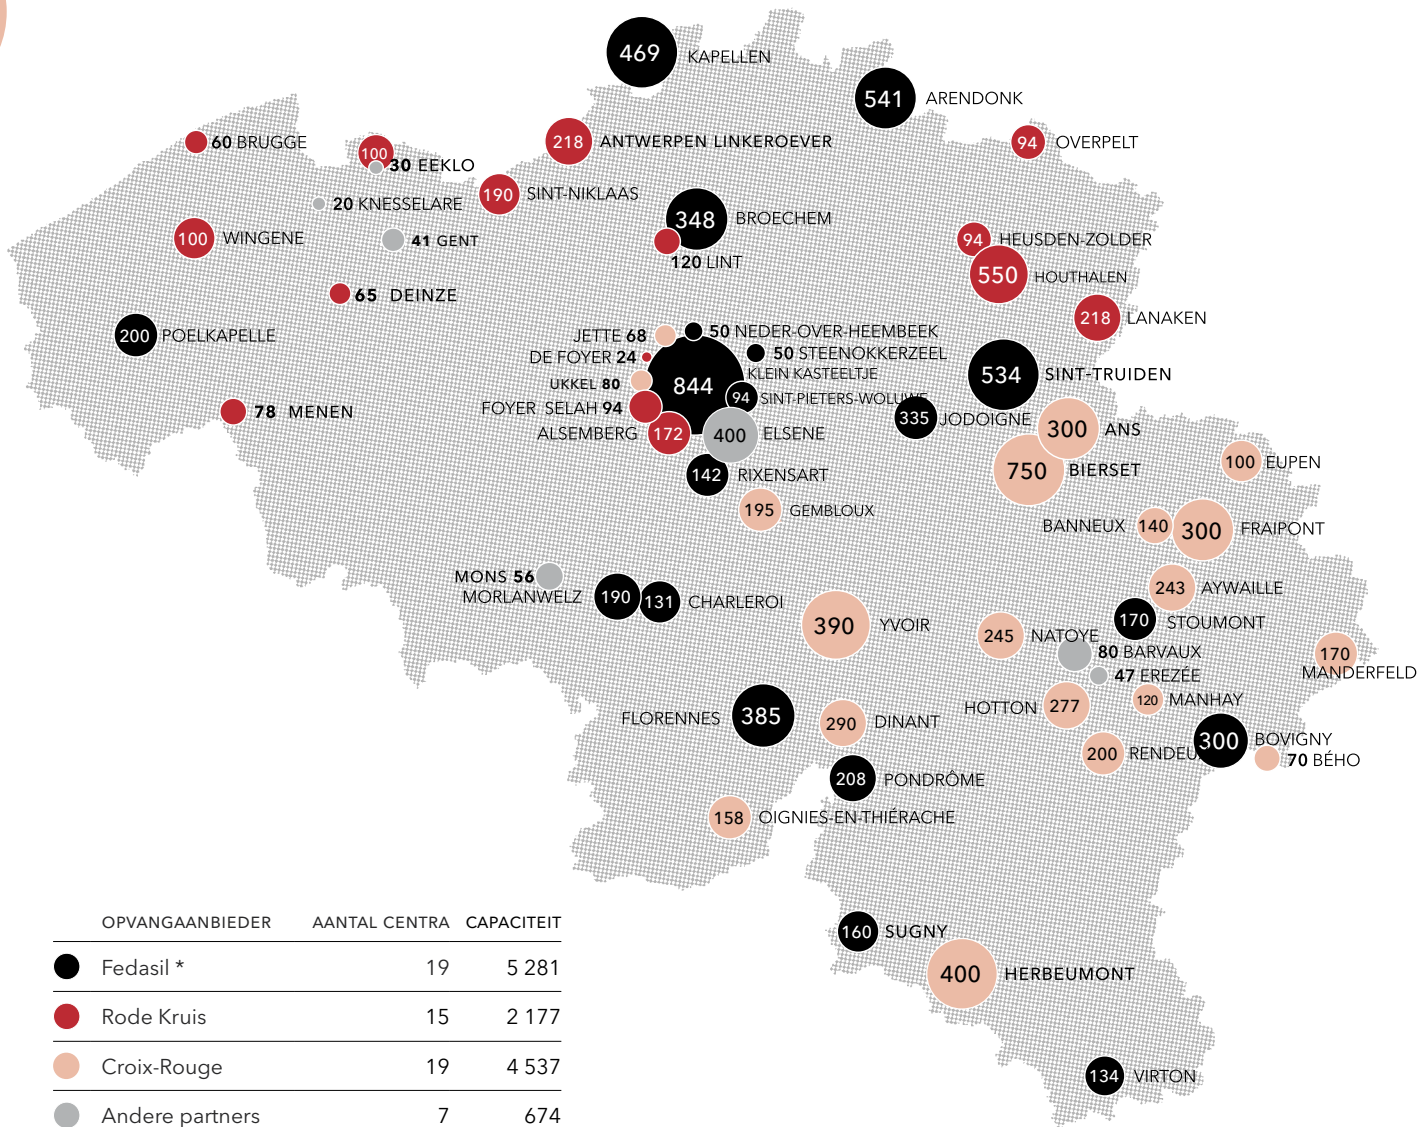 469 KAPELLEN
541 ARENDONK
60 BRUGGE
100
30 EEKLO
218 ANTWERPEN LINKEROEVER
94 OVERPELT
190 SINT-NIKLAAS
20 KNESSELARE
348 BROECHEM
100 WINGENE
41 GENT
94 HEUSDEN-ZOLDER
120 LINT
550 HOUTHALEN
65 DEINZE
218 LANAKEN
200 POELKAPELLE
JETTE 68
50 NEDER-OVER-HEEMBEEK
DE FOYER 24
50 STEENOKKERZEEL
844 KLEIN KASTEELTJE
534 SINT-TRUIDEN
UKKEL 80
94 SINT-PIETERS-WOLUWE
FOYER SELAH 94
78 MENEN
335 JODOIGNE
300 ANS
ALSEMBERG 172
400 ELSENE
750 BIERSET
100 EUPEN
142 RIXENSART
195 GEMBLOUX
BANNEUX 140
300 FRAIPONT
MONS 56
243 AYWAILLE
MORLANWELZ 190
131 CHARLEROI
390 YVOIR
170 STOUMONT
245 NATOYE
80 BARVAUX
170
MANDERFELD
47 EREZÉE
HOTTON 277
120 MANHAY
FLORENNES 385
290 DINANT
300 BOVIGNY
200 RENDEU
70 BÉHO
208 PONDRÔME
158 OIGNIES-EN-THIÉRACHE
160 SUGNY
400 HERBEUMONT
134 VIRTON
OPVANGAANBIEDER AANTAL CENTRA CAPACITEIT
Fedasil * 19 5 281
Rode Kruis 15 2 177
Croix-Rouge 19 4 537
Andere partners 7 674